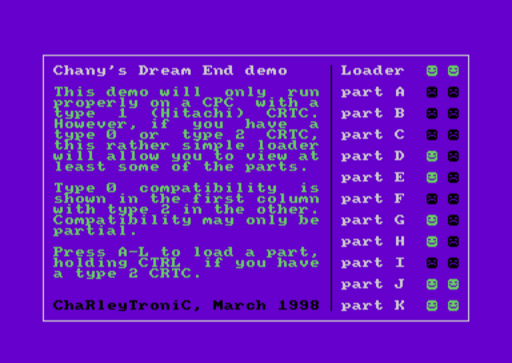 Chany's Dream End demo
This demo will only run
properly on a CPC with a
type 1 (Hitachi) CRTC.
However, if you have a
type 0 or type 2 CRTC,
this rather simple loader
will allow you to view at
least some of the parts.
Type 0 compatibility is
shown in the first column
with type 2 in the other.
Compatibility may only be
partial.
Press A-L to load a part,
holding CTRL if you have
a type 2 CRTC.
ChaRleyTroniC, March 1998
Loader
part A
part B
part C
part D
part E
part F
part G
part H
part I
part J
part K